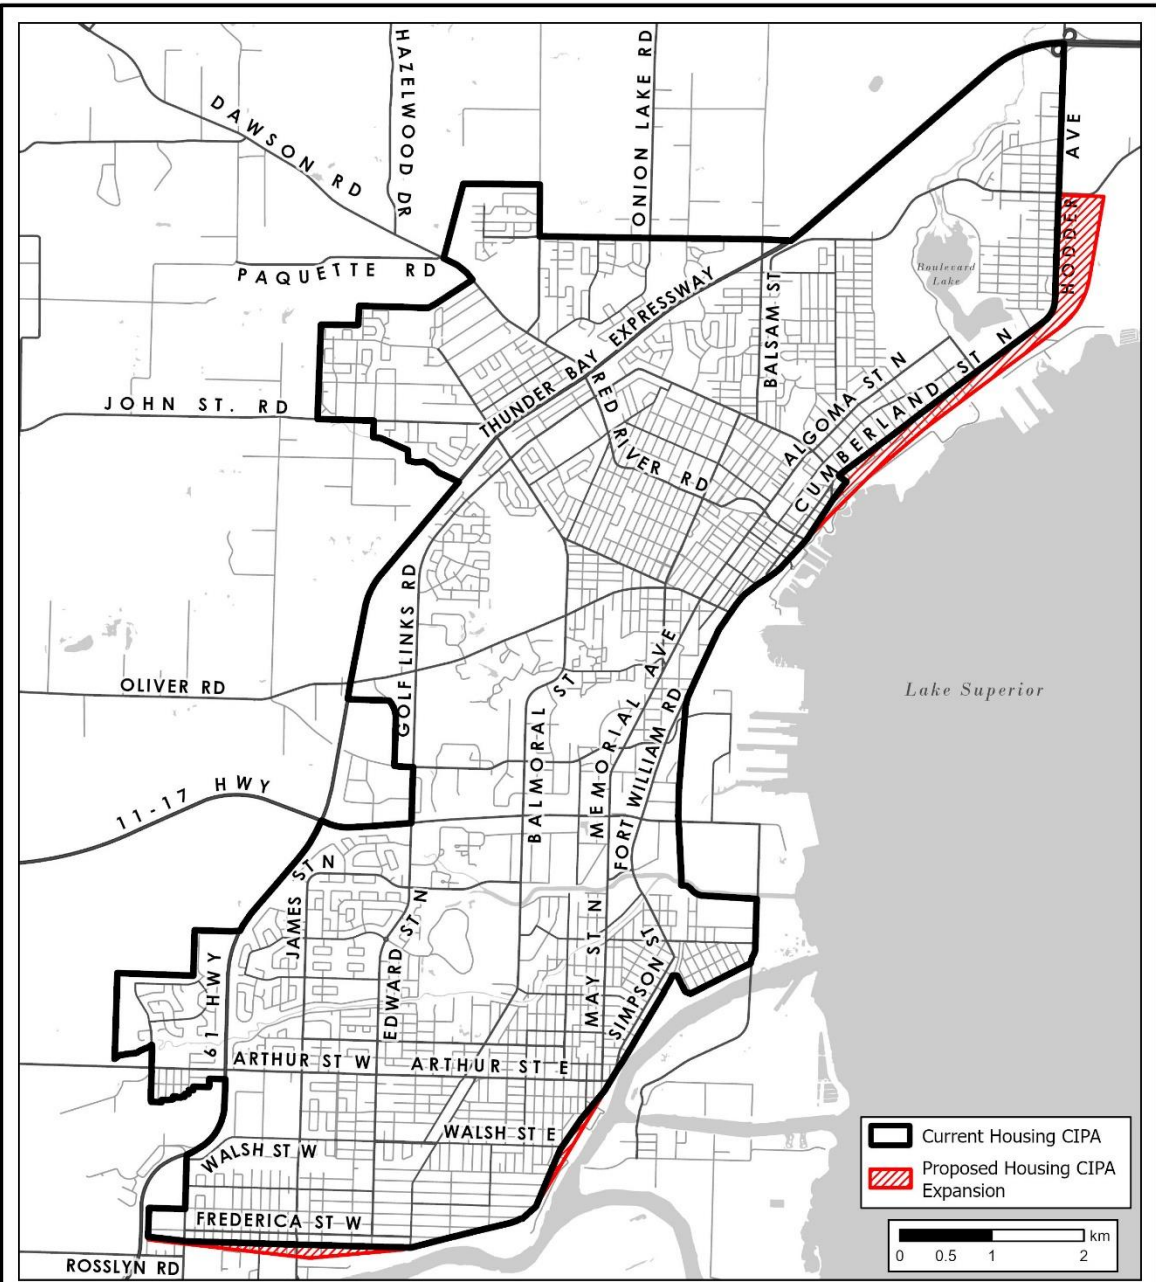 HAZELWOOD DR
ONION LAKE RD
DAWSON RD
HODDER AVE
PAQUETTE RD
Boulevard
Lake
THUNDER BAY EXPRESSWAY
BALSAM ST
JOHN ST. RD
RED RIVER RD
ALGOMA ST N
CUMBERLAND ST N
GOLF LINKS RD
OLIVER RD
Lake Superior
BALMORAL ST
MEMORIAL AVE
FORT WILLIAM RD
11-17 HWY
JAMES ST N
EDWARD ST N
MAY ST N
SIMPSON ST
61 HWY
ARTHUR ST W
ARTHUR ST E
WALSH ST E
WALSH ST W
FREDERICA ST W
ROSSLYN RD
Current Housing CIPA
Proposed Housing CIPA
Expansion
km
0 0.5 1 2